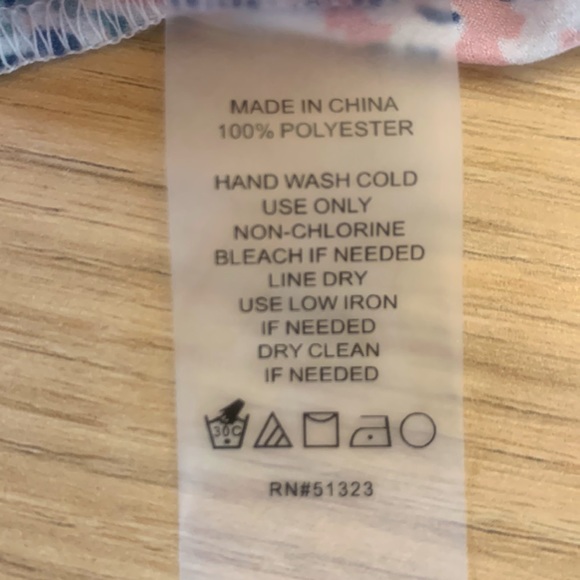 MADE IN CHINA
100% POLYESTER
HAND WASH COLD
USE ONLY
NON-CHLORINE
BLEACH IF NEEDED
LINE DRY
USE LOW IRON
IF NEEDED
DRY CLEAN
IF NEEDED
30C
RN#51323